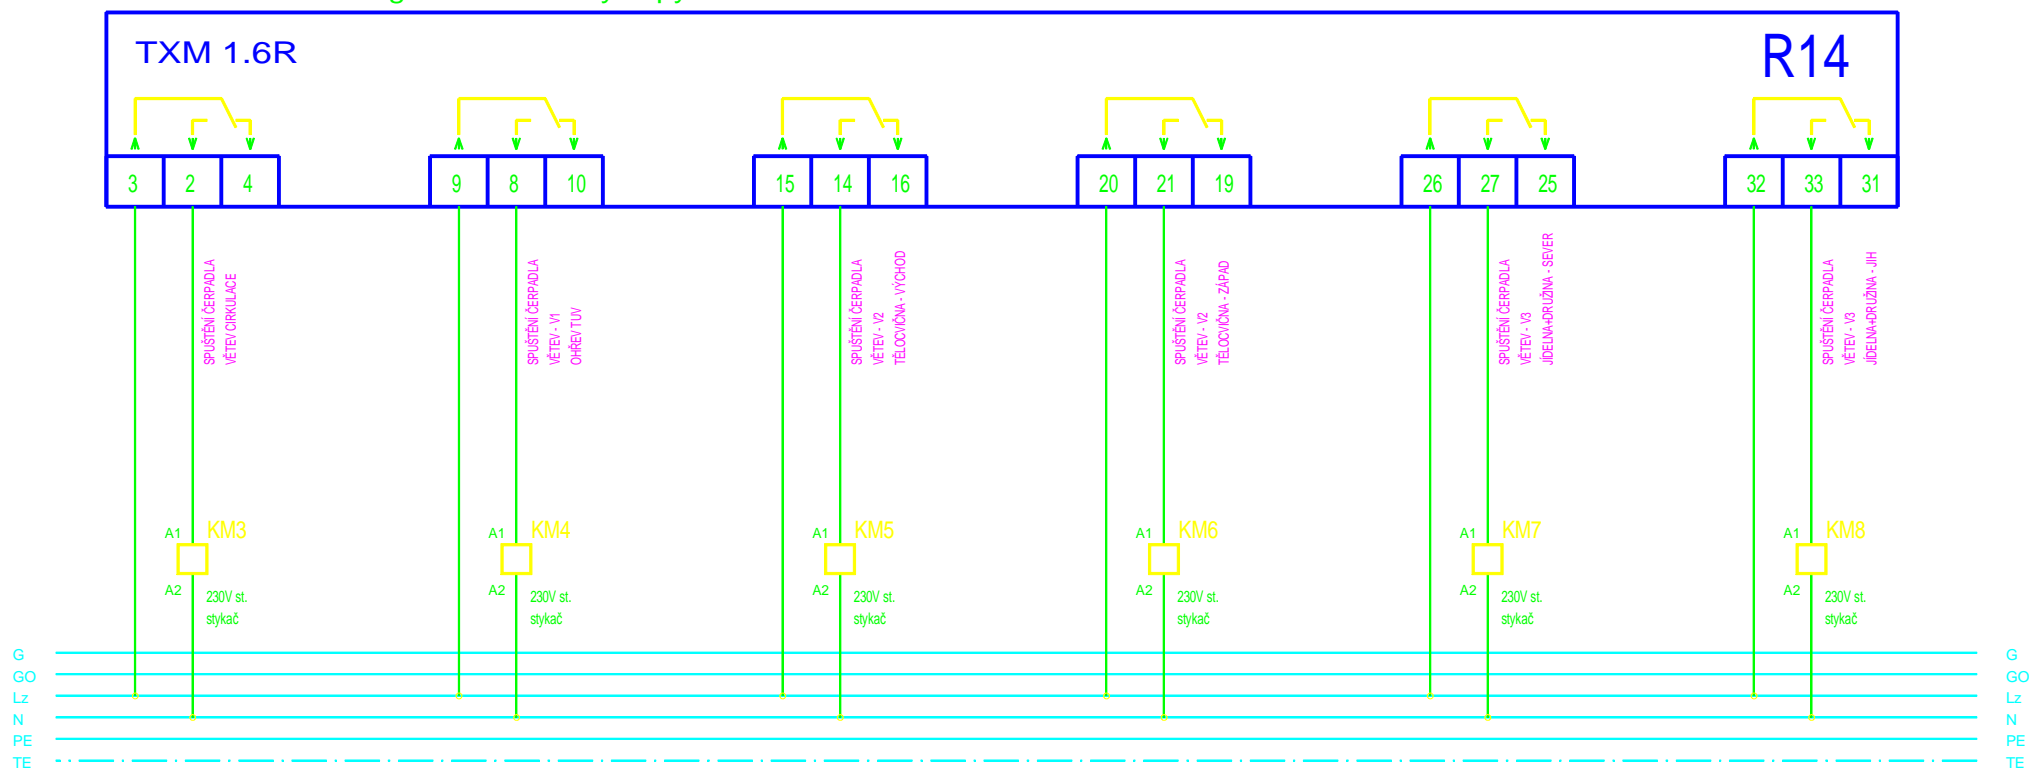 TXM 1.6R
R14
3 2 4 9 8 10 15 14 16 20 21 19 26 27 25 32 33 31
SPUŠTĚNÍ ČERPADLA
VĚTEV CIRKULACE
SPUŠTĚNÍ ČERPADLA
VĚTEV - V1
OHŘEV TUV
SPUŠTĚNÍ ČERPADLA
VĚTEV - V2
TĚLOCVIČNA - VÝCHOD
SPUŠTĚNÍ ČERPADLA
VĚTEV - V2
TĚLOCVIČNA - ZÁPAD
SPUŠTĚNÍ ČERPADLA
VĚTEV - V3
JÍDELNA+DRUŽINA - SEVER
SPUŠTĚNÍ ČERPADLA
VĚTEV - V3
JÍDELNA+DRUŽINA - JIH
A1 KM3
A2 230V st.
stykač
A1 KM4
A2 230V st.
stykač
A1 KM5
A2 230V st.
stykač
A1 KM6
A2 230V st.
stykač
A1 KM7
A2 230V st.
stykač
A1 KM8
A2 230V st.
stykač
G G
GO GO
Lz Lz
N N
PE PE
TE TE